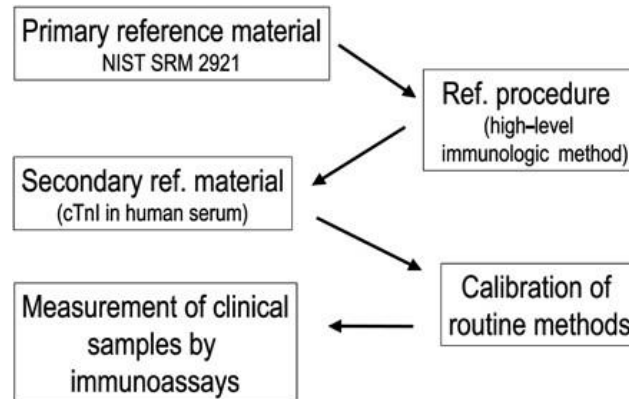 Primary reference material
NIST SRM 2921
Ref. procedure
(high-level
immunologic method)
Secondary ref. material
(cTnI in human serum)
Calibration of
routine methods
Measurement of clinical
samples by
immunoassays